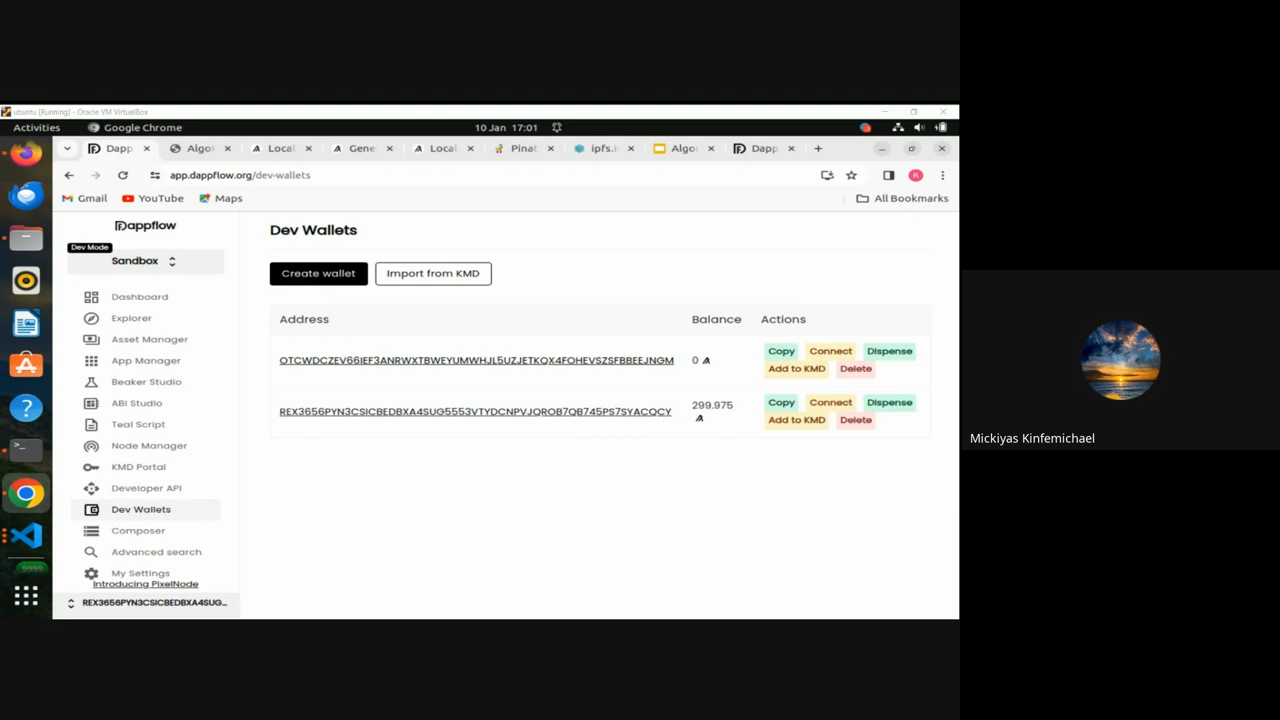 ubuntu [Running] - Oracle VM VirtualBox
Activities Google Chrome 10 Jan 17:01
Dapp Algo Local Gene Local Pinat ipfs.i Algor Dapp
app.dappflow.org/dev-wallets
Gmail YouTube Maps All Bookmarks
Dappflow
Dev Mode
Sandbox
Dashboard
Explorer
Asset Manager
App Manager
Beaker Studio
ABI Studio
Teal Script
Node Manager
KMD Portal
Developer API
Dev Wallets
Composer
Advanced search
My Settings
Introducing PixelNode
REX3656PYN3CSICBEDBXA4SUG...
Dev Wallets
Create wallet Import from KMD
Address Balance Actions
OTCWDCZEV66IEF3ANRWXTBWEYUMWHJL5UZJETKQX4FOHEVSZSFBBEEJNGM 0 Copy Connect Dispense
Add to KMD Delete
REX3656PYN3CSICBEDBXA4SUG5553VTYDCNPVJQROB7QB745PS7SYACQCY 299.975 Copy Connect Dispense
Add to KMD Delete
Mickiyas Kinfemichael